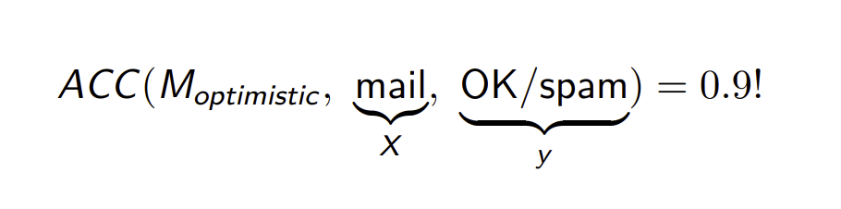 ACC(M_optimistic, mail, OK/spam) = 0.9!
X y